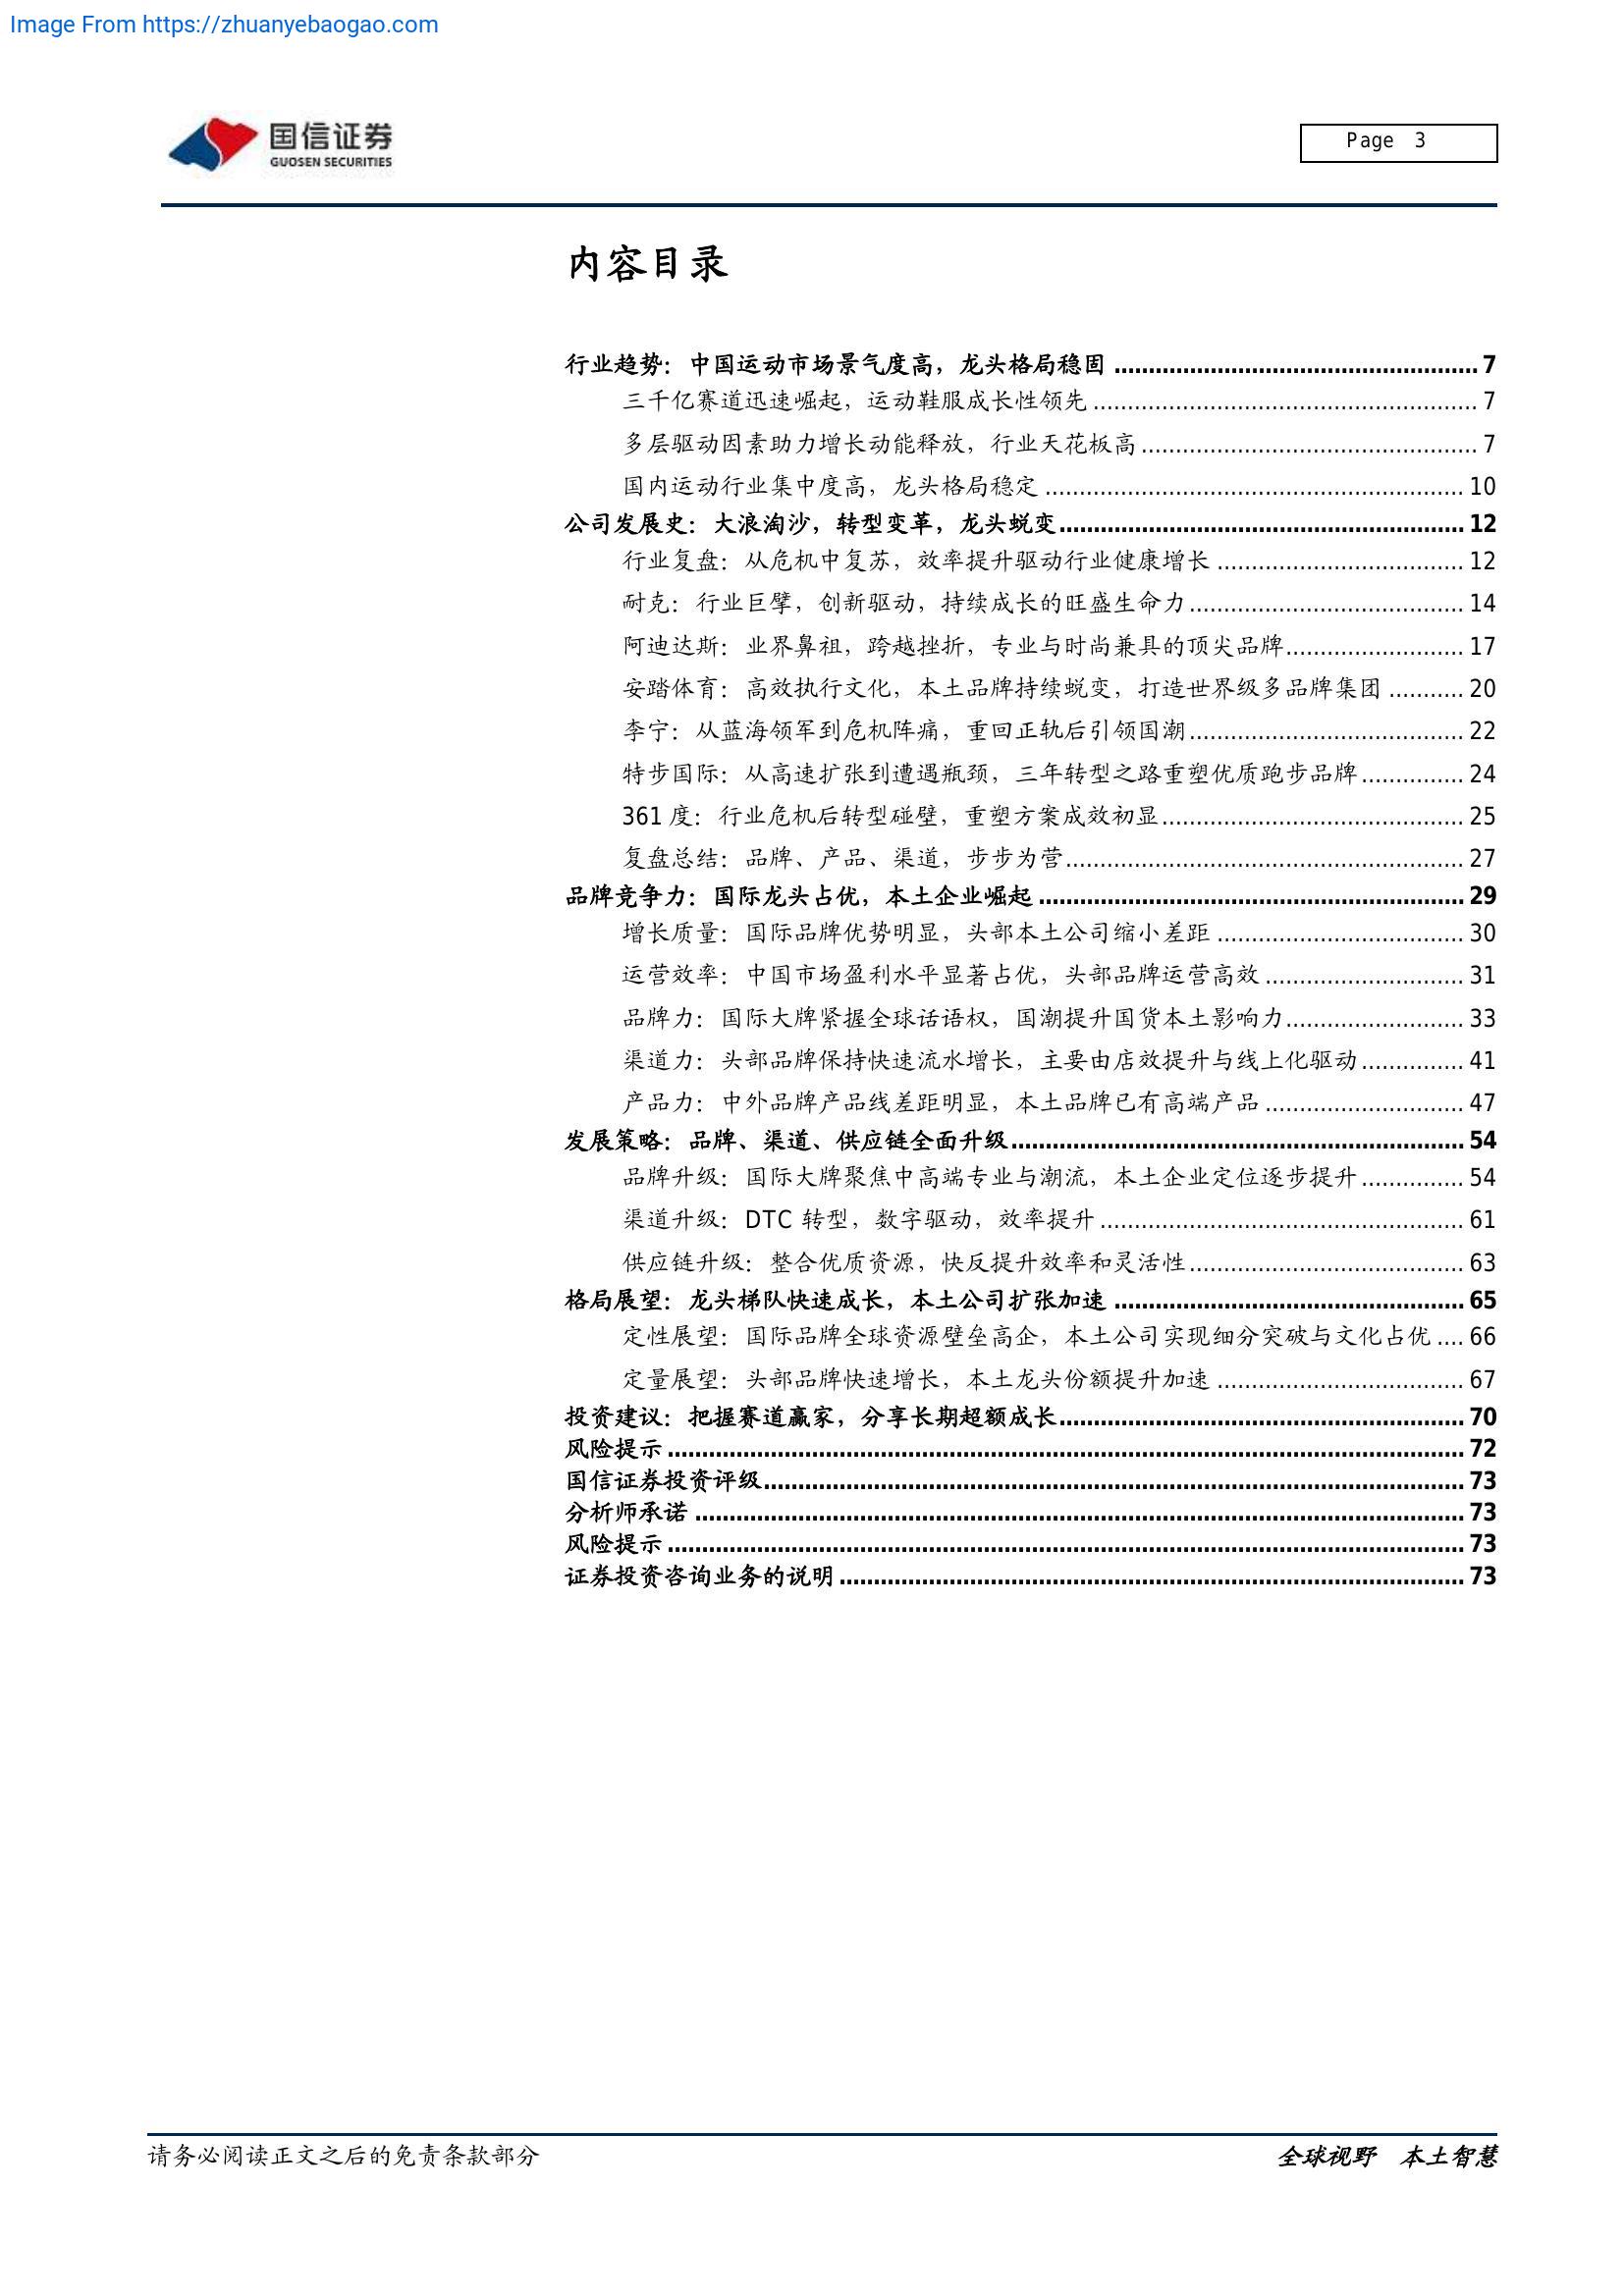 Image From https://zhuanyebaogao.com
国信证券
GUOSEN SECURITIES
Page 3
内容目录
行业趋势：中国运动市场景气度高，龙头格局稳固 ........ 7
三千亿赛道迅速崛起，运动鞋服成长性领先 ........ 7
多层驱动因素助力增长动能释放，行业天花板高 ........ 7
国内运动行业集中度高，龙头格局稳定 ........ 10
公司发展史：大浪淘沙，转型变革，龙头蜕变 ........ 12
行业复盘：从危机中复苏，效率提升驱动行业健康增长 ........ 12
耐克：行业巨擘，创新驱动，持续成长的旺盛生命力 ........ 14
阿迪达斯：业界鼻祖，跨越挫折，专业与时尚兼具的顶尖品牌 ........ 17
安踏体育：高效执行文化，本土品牌持续蜕变，打造世界级多品牌集团 ........ 20
李宁：从蓝海领军到危机阵痛，重回正轨后引领国潮 ........ 22
特步国际：从高速扩张到遭遇瓶颈，三年转型之路重塑优质跑步品牌 ........ 24
361 度：行业危机后转型碰壁，重塑方案成效初显 ........ 25
复盘总结：品牌、产品、渠道，步步为营 ........ 27
品牌竞争力：国际龙头占优，本土企业崛起 ........ 29
增长质量：国际品牌优势明显，头部本土公司缩小差距 ........ 30
运营效率：中国市场盈利水平显著占优，头部品牌运营高效 ........ 31
品牌力：国际大牌紧握全球话语权，国潮提升国货本土影响力 ........ 33
渠道力：头部品牌保持快速流水增长，主要由店效提升与线上化驱动 ........ 41
产品力：中外品牌产品线差距明显，本土品牌已有高端产品 ........ 47
发展策略：品牌、渠道、供应链全面升级 ........ 54
品牌升级：国际大牌聚焦中高端专业与潮流，本土企业定位逐步提升 ........ 54
渠道升级：DTC 转型，数字驱动，效率提升 ........ 61
供应链升级：整合优质资源，快反提升效率和灵活性 ........ 63
格局展望：龙头梯队快速成长，本土公司扩张加速 ........ 65
定性展望：国际品牌全球资源壁垒高企，本土公司实现细分突破与文化占优 .... 66
定量展望：头部品牌快速增长，本土龙头份额提升加速 ........ 67
投资建议：把握赛道赢家，分享长期超额成长 ........ 70
风险提示 ........ 72
国信证券投资评级 ........ 73
分析师承诺 ........ 73
风险提示 ........ 73
证券投资咨询业务的说明 ........ 73
请务必阅读正文之后的免责条款部分
全球视野 本土智慧